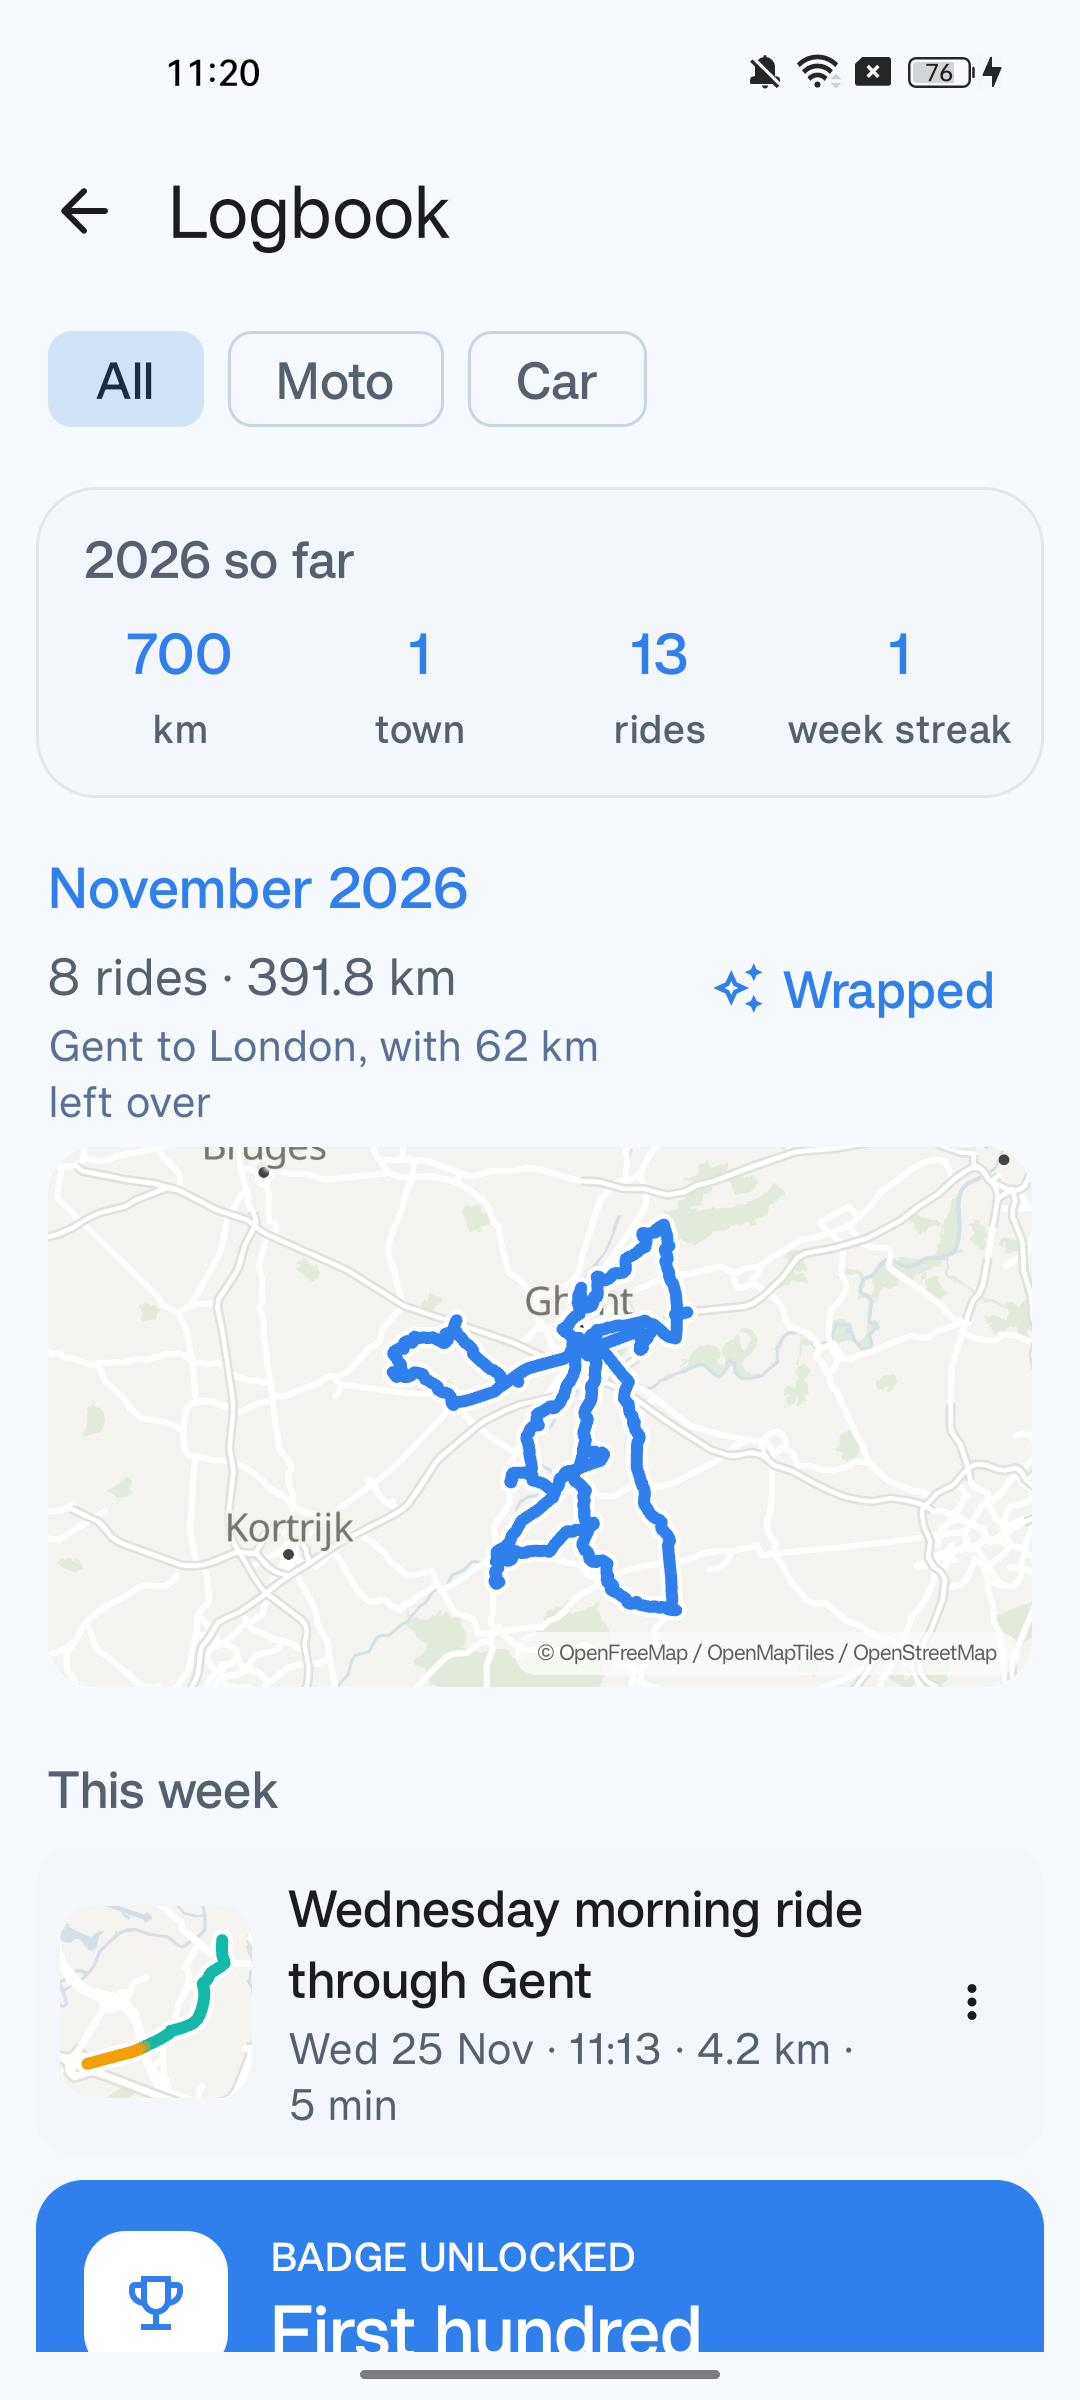 11:20
76
Logbook
All
Moto
Car
2026 so far
700
1
13
1
km
town
rides
week streak
November 2026
8 rides · 391.8 km
Wrapped
Gent to London, with 62 km
left over
Bruges
Ghent
Kortrijk
© OpenFreeMap / OpenMapTiles / OpenStreetMap
This week
Wednesday morning ride
through Gent
Wed 25 Nov · 11:13 · 4.2 km ·
5 min
BADGE UNLOCKED
First hundred